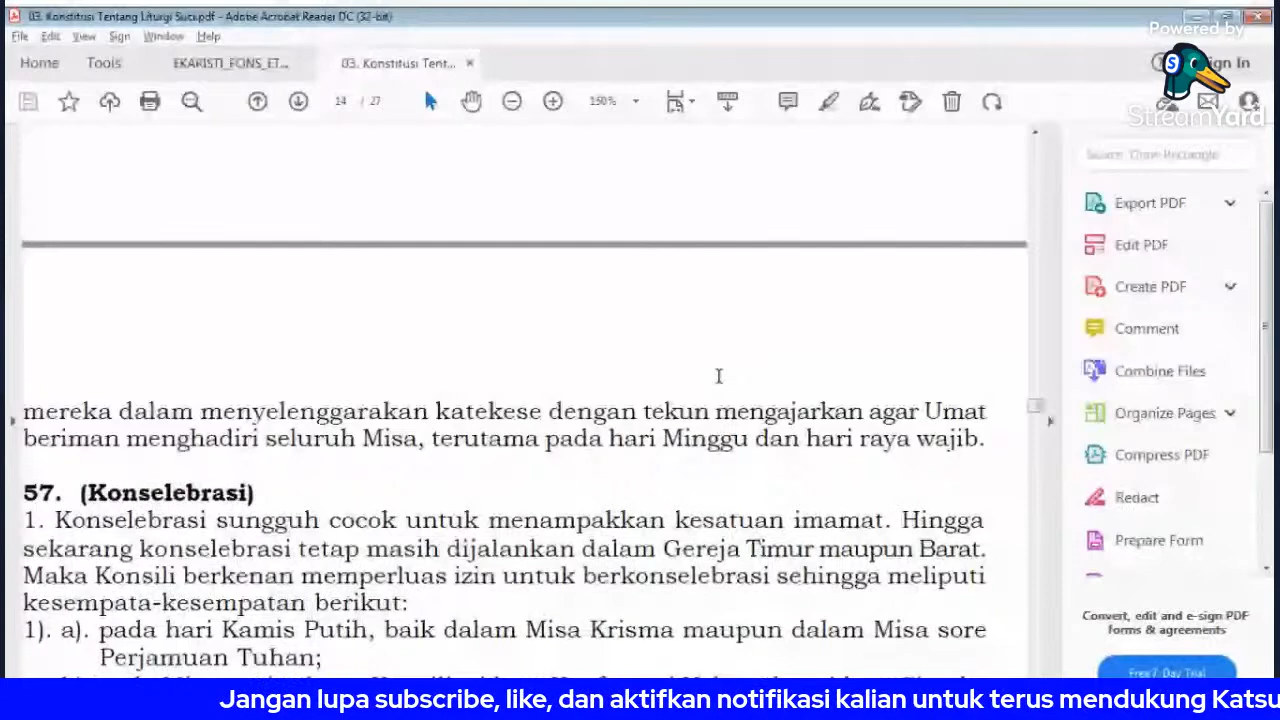 03. Konstitusi Tentang Liturgi Suci.pdf - Adobe Acrobat Reader DC (32-bit)
File Edit View Sign Window Help
Powered by
Home Tools EKARISTI_FONS_ET... 03. Konstitusi Tent... × Sign In
14 / 27 150%
StreamYard
Export PDF
Edit PDF
Create PDF
Comment
Combine Files
Organize Pages
Compress PDF
Redact
Prepare Form
Convert, edit and e-sign PDF
forms & agreements
Free 7-Day Trial
mereka dalam menyelenggarakan katekese dengan tekun mengajarkan agar Umat
beriman menghadiri seluruh Misa, terutama pada hari Minggu dan hari raya wajib.
57. (Konselebrasi)
1. Konselebrasi sungguh cocok untuk menampakkan kesatuan imamat. Hingga
sekarang konselebrasi tetap masih dijalankan dalam Gereja Timur maupun Barat.
Maka Konsili berkenan memperluas izin untuk berkonselebrasi sehingga meliputi
kesempata-kesempatan berikut:
1). a). pada hari Kamis Putih, baik dalam Misa Krisma maupun dalam Misa sore
Perjamuan Tuhan;
Jangan lupa subscribe, like, dan aktifkan notifikasi kalian untuk terus mendukung Katsu